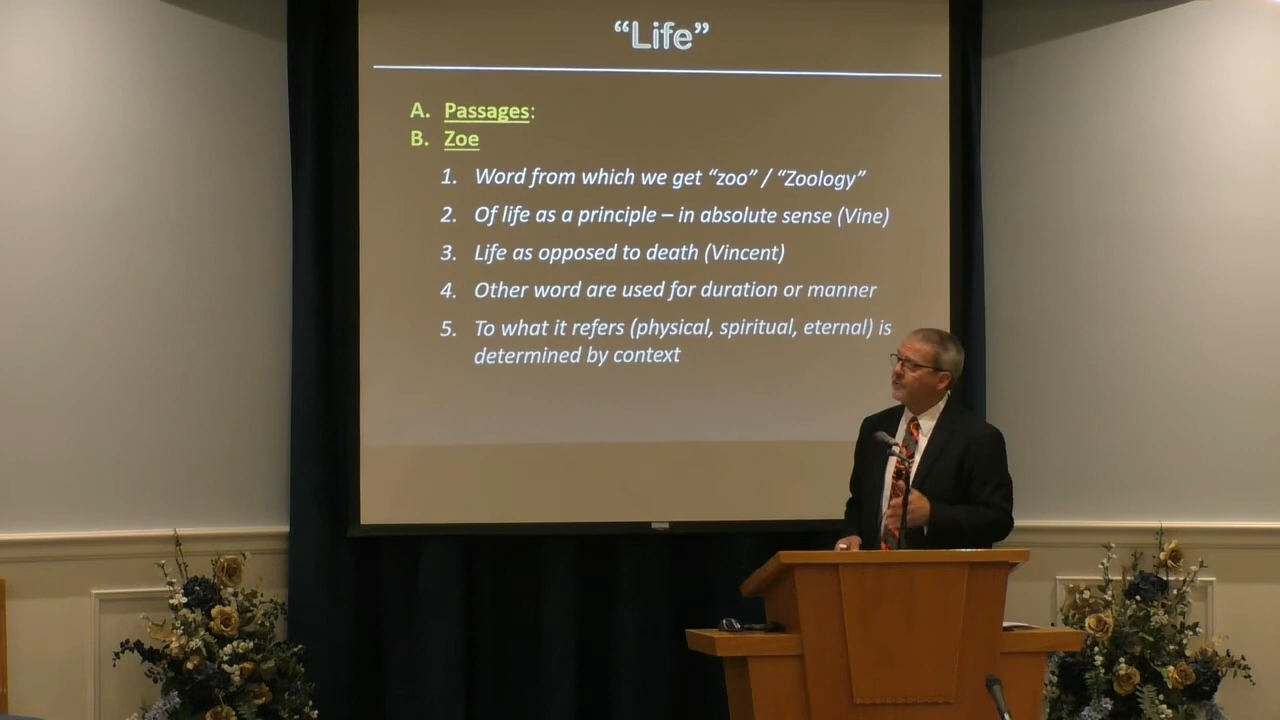 “Life”
A. Passages:
B. Zoe
1. Word from which we get “zoo” / “Zoology”
2. Of life as a principle – in absolute sense (Vine)
3. Life as opposed to death (Vincent)
4. Other word are used for duration or manner
5. To what it refers (physical, spiritual, eternal) is
determined by context